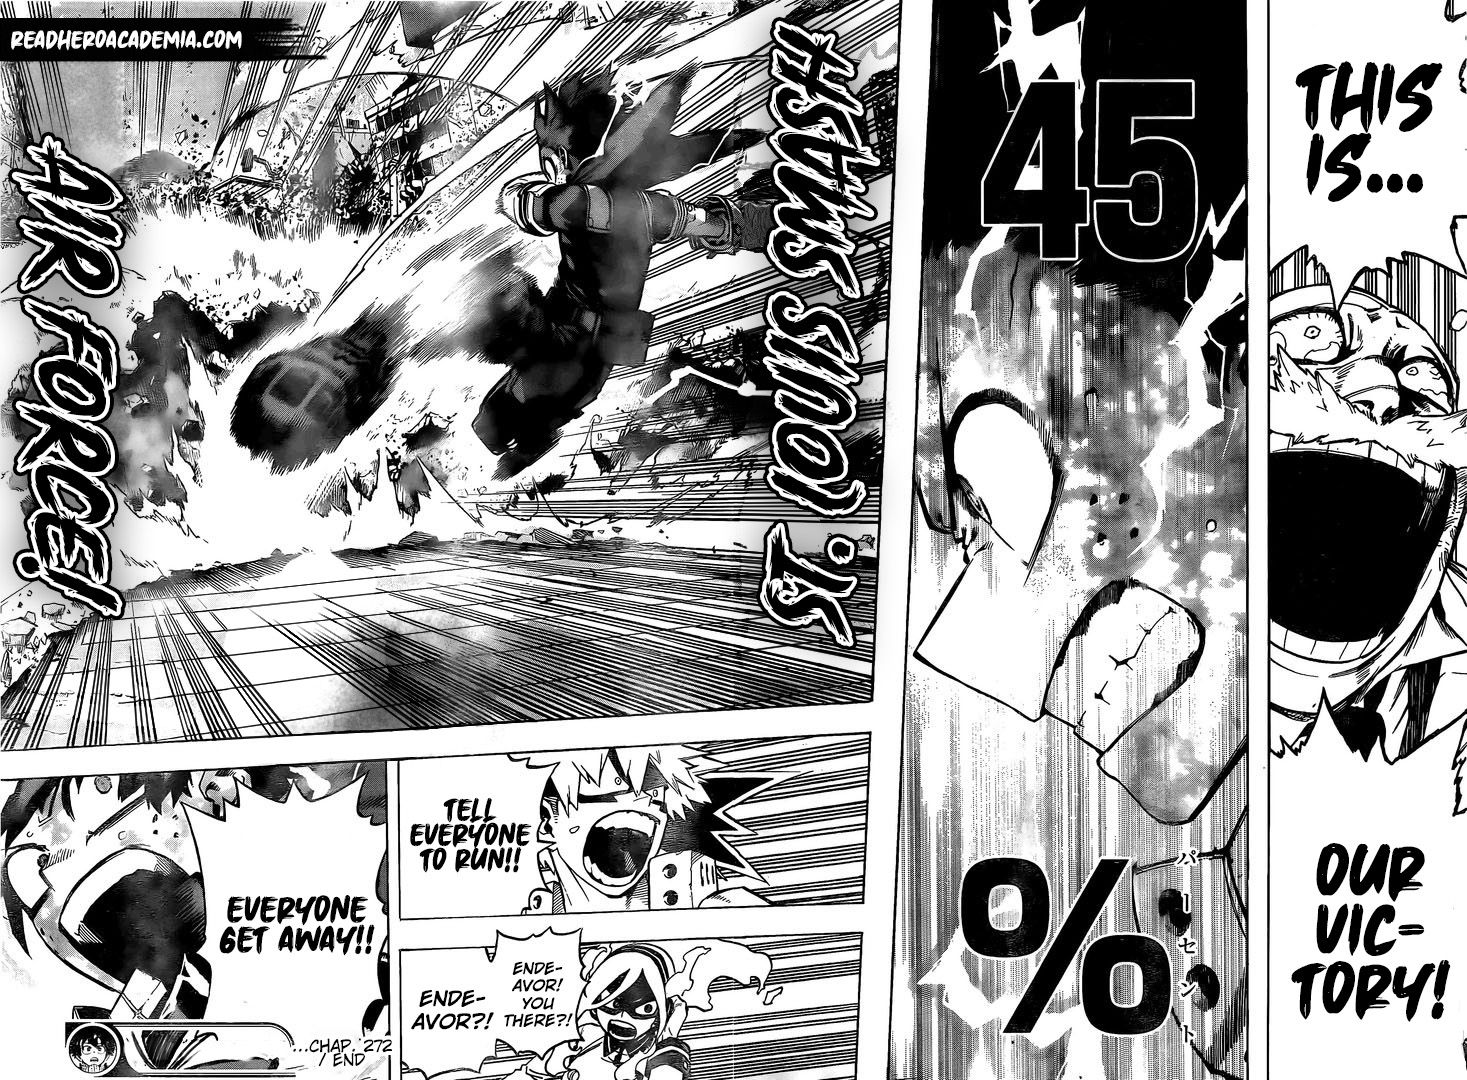 READHEROACADEMIA.COM
THIS
IS...
OUR
VIC-
TORY!
45
%
パーセント
ST. LOUIS SMASH
AIR FORCE!
TELL
EVERYONE
TO RUN!!
ENDE-
AVOR!
YOU
THERE?!
ENDE-
AVOR?!
EVERYONE
GET AWAY!!
...CHAP. 272
/ END